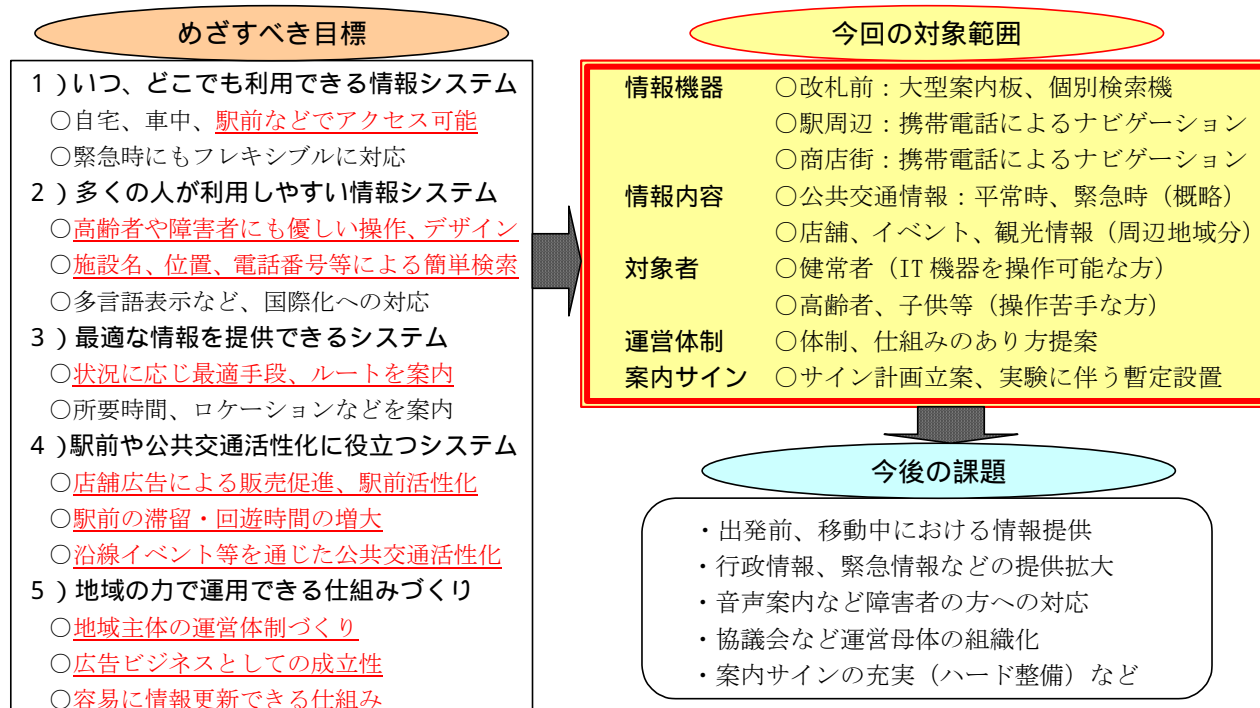 めざすべき目標
1)いつ、どこでも利用できる情報システム
○自宅、車中、駅前などでアクセス可能
○緊急時にもフレキシブルに対応
2)多くの人が利用しやすい情報システム
○高齢者や障害者にも優しい操作、デザイン
○施設名、位置、電話番号等による簡単検索
○多言語表示など、国際化への対応
3)最適な情報を提供できるシステム
○状況に応じ最適手段、ルートを案内
○所要時間、ロケーションなどを案内
4)駅前や公共交通活性化に役立つシステム
○店舗広告による販売促進、駅前活性化
○駅前の滞留・回遊時間の増大
○沿線イベント等を通じた公共交通活性化
5)地域の力で運用できる仕組みづくり
○地域主体の運営体制づくり
○広告ビジネスとしての成立性
○容易に情報更新できる仕組み
今回の対象範囲
情報機器 ○改札前：大型案内板、個別検索機
○駅周辺：携帯電話によるナビゲーション
○商店街：携帯電話によるナビゲーション
情報内容 ○公共交通情報：平常時、緊急時（概略）
○店舗、イベント、観光情報（周辺地域分）
対象者 ○健常者（IT 機器を操作可能な方）
○高齢者、子供等（操作苦手な方）
運営体制 ○体制、仕組みのあり方提案
案内サイン ○サイン計画立案、実験に伴う暫定設置
今後の課題
・出発前、移動中における情報提供
・行政情報、緊急情報などの提供拡大
・音声案内など障害者の方への対応
・協議会など運営母体の組織化
・案内サインの充実（ハード整備）など